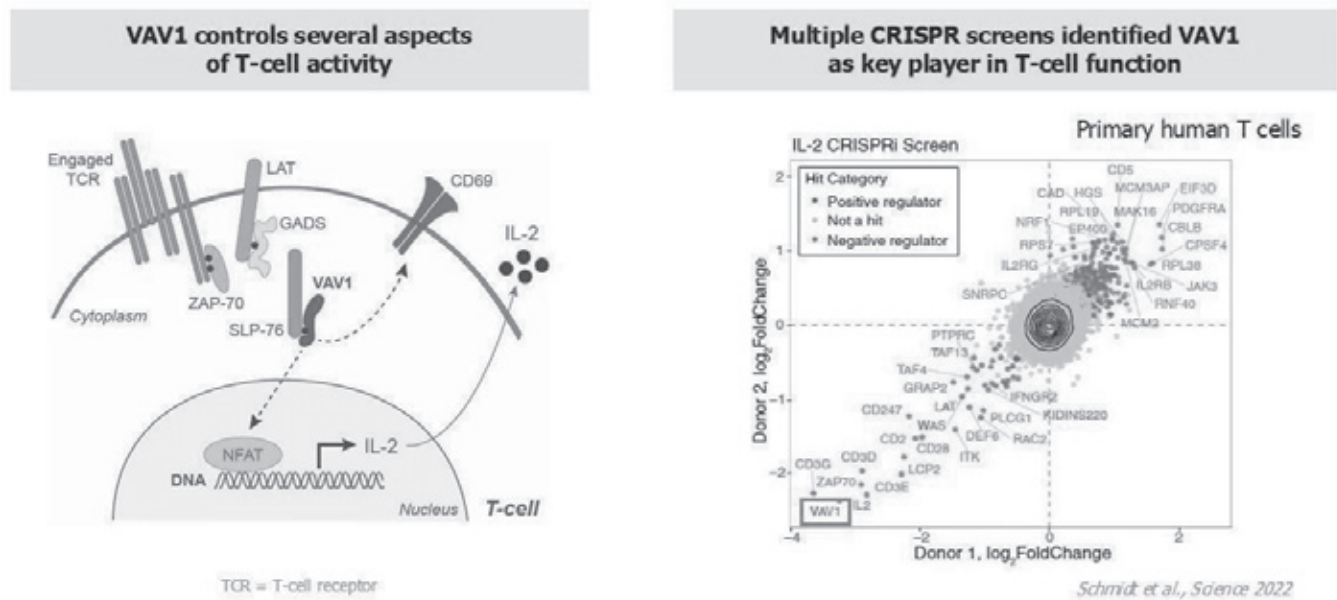 VAV1 controls several aspects
of T-cell activity
Engaged
TCR
LAT
GADS
CD69
IL-2
ZAP-70
VAV1
SLP-76
Cytoplasm
NFAT
IL-2
DNA
Nucleus
T-cell
TCR = T-cell receptor
Multiple CRISPR screens identified VAV1
as key player in T-cell function
Primary human T cells
IL-2 CRISPRi Screen
Hit Category
Positive regulator
Not a hit
Negative regulator
CD5
CAD HGS MCM3AP EIF3D
RPL19 MAK16 PDGFRA
NRF1 EP400 CBLB
RPS7 CPSF4
IL2RG RPL38
SNRPC IL2RB JAK3
RNF40
MCM2
PTPRC
TAF13
TAF4
GRAP2 IFNGR2
LAT KIDINS220
CD247 PLCG1
WAS DEF6 RAC2
CD2 CD28 ITK
CD3D LCP2
CD3G
ZAP70 CD3E
VAV1 IL2
2
1
0
−1
−2
−4 −2 0 2
Donor 2, log2FoldChange
Donor 1, log2FoldChange
Schmidt et al., Science 2022